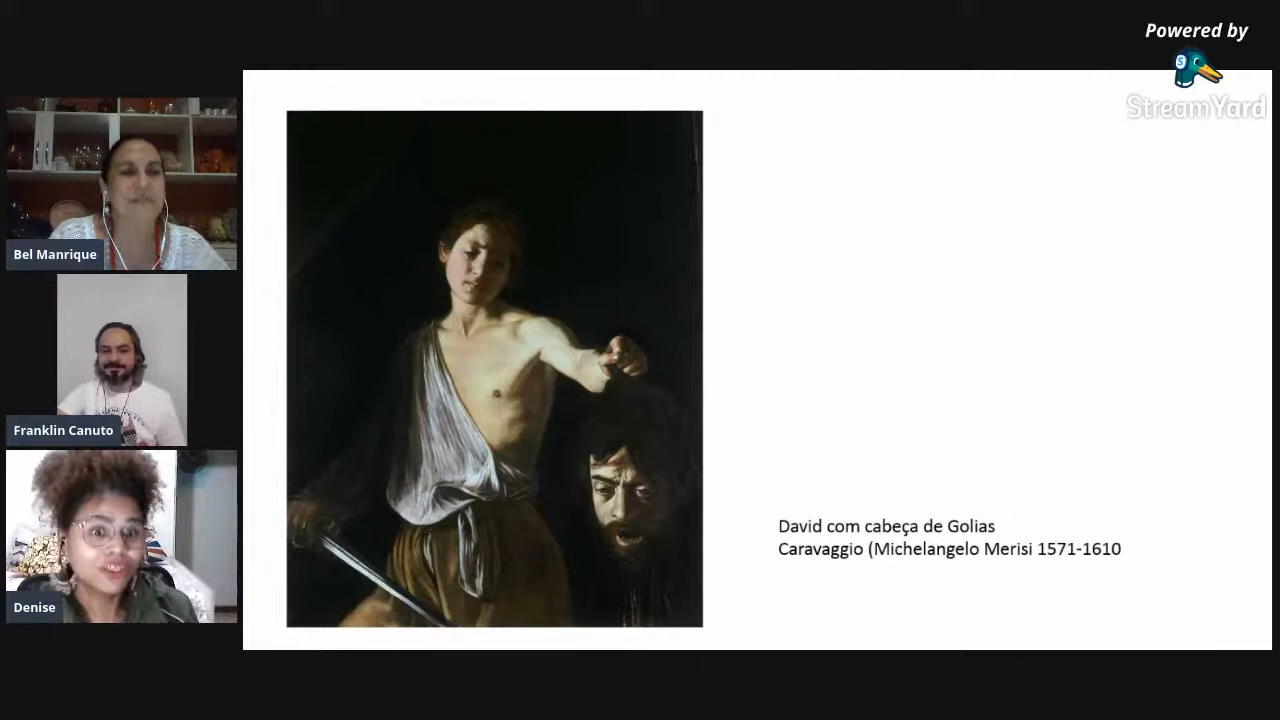 Powered by
StreamYard
Bel Manrique
Franklin Canuto
Denise
David com cabeça de Golias
Caravaggio (Michelangelo Merisi 1571-1610